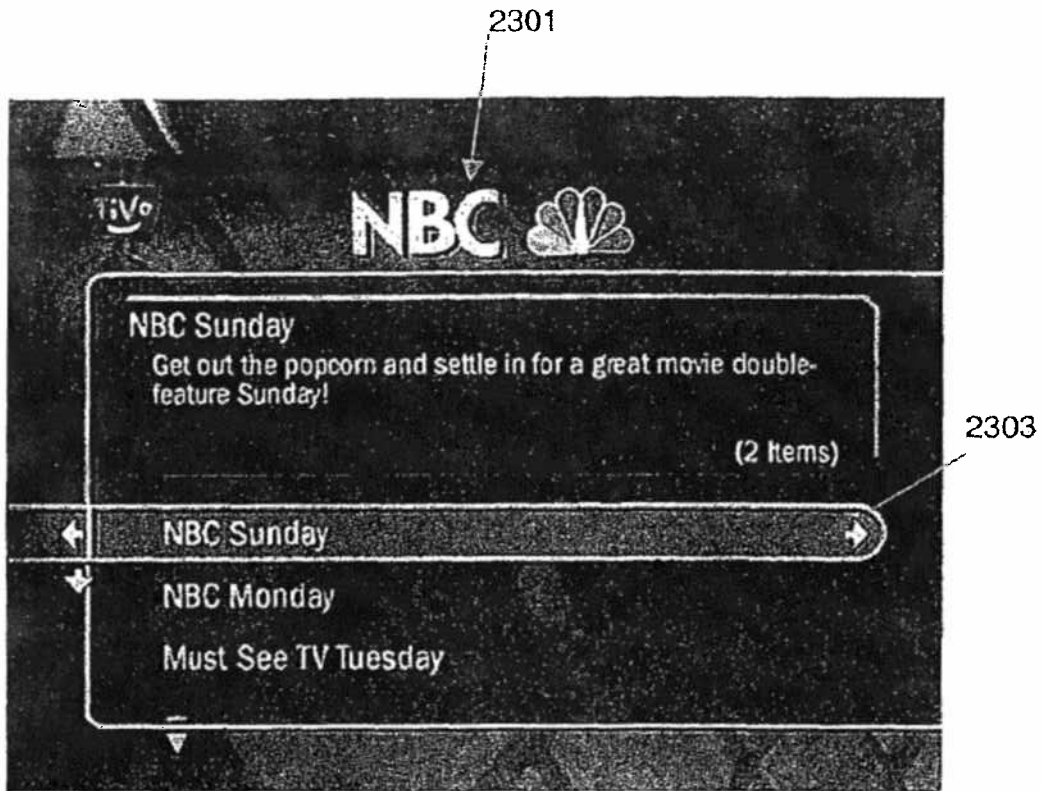 2301
TiVo
NBC
NBC Sunday
Get out the popcorn and settle in for a great movie double-
feature Sunday!
(2 Items)
2303
NBC Sunday
NBC Monday
Must See TV Tuesday